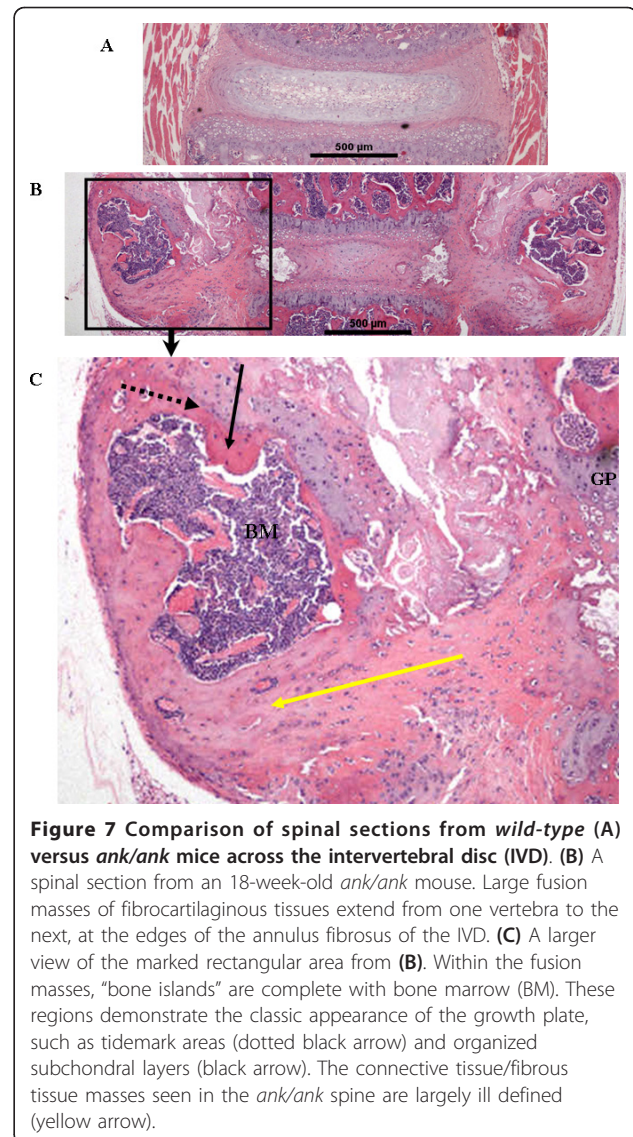 A
500 µm
B
500 µm
C
GP
BM
Figure 7 Comparison of spinal sections from wild-type (A)
versus ank/ank mice across the intervertebral disc (IVD). (B) A
spinal section from an 18-week-old ank/ank mouse. Large fusion
masses of fibrocartilaginous tissues extend from one vertebra to the
next, at the edges of the annulus fibrosus of the IVD. (C) A larger
view of the marked rectangular area from (B). Within the fusion
masses, “bone islands” are complete with bone marrow (BM). These
regions demonstrate the classic appearance of the growth plate,
such as tidemark areas (dotted black arrow) and organized
subchondral layers (black arrow). The connective tissue/fibrous
tissue masses seen in the ank/ank spine are largely ill defined
(yellow arrow).